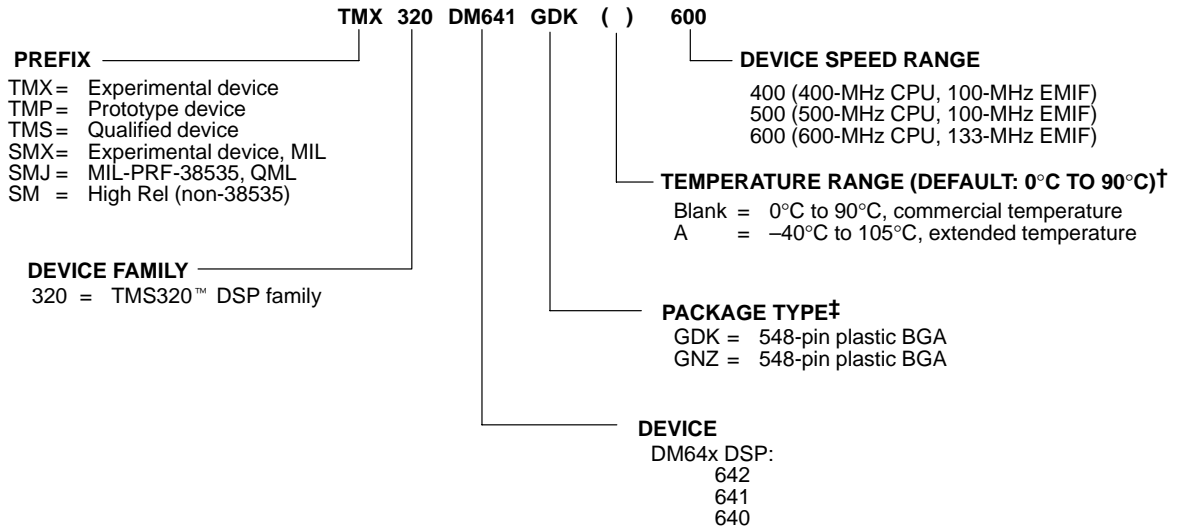 TMX 320 DM641 GDK ( ) 600
PREFIX
TMX = Experimental device
TMP = Prototype device
TMS = Qualified device
SMX = Experimental device, MIL
SMJ = MIL-PRF-38535, QML
SM = High Rel (non-38535)
DEVICE SPEED RANGE
400 (400-MHz CPU, 100-MHz EMIF)
500 (500-MHz CPU, 100-MHz EMIF)
600 (600-MHz CPU, 133-MHz EMIF)
TEMPERATURE RANGE (DEFAULT: 0°C TO 90°C)†
Blank = 0°C to 90°C, commercial temperature
A = –40°C to 105°C, extended temperature
DEVICE FAMILY
320 = TMS320™ DSP family
PACKAGE TYPE‡
GDK = 548-pin plastic BGA
GNZ = 548-pin plastic BGA
DEVICE
DM64x DSP:
642
641
640